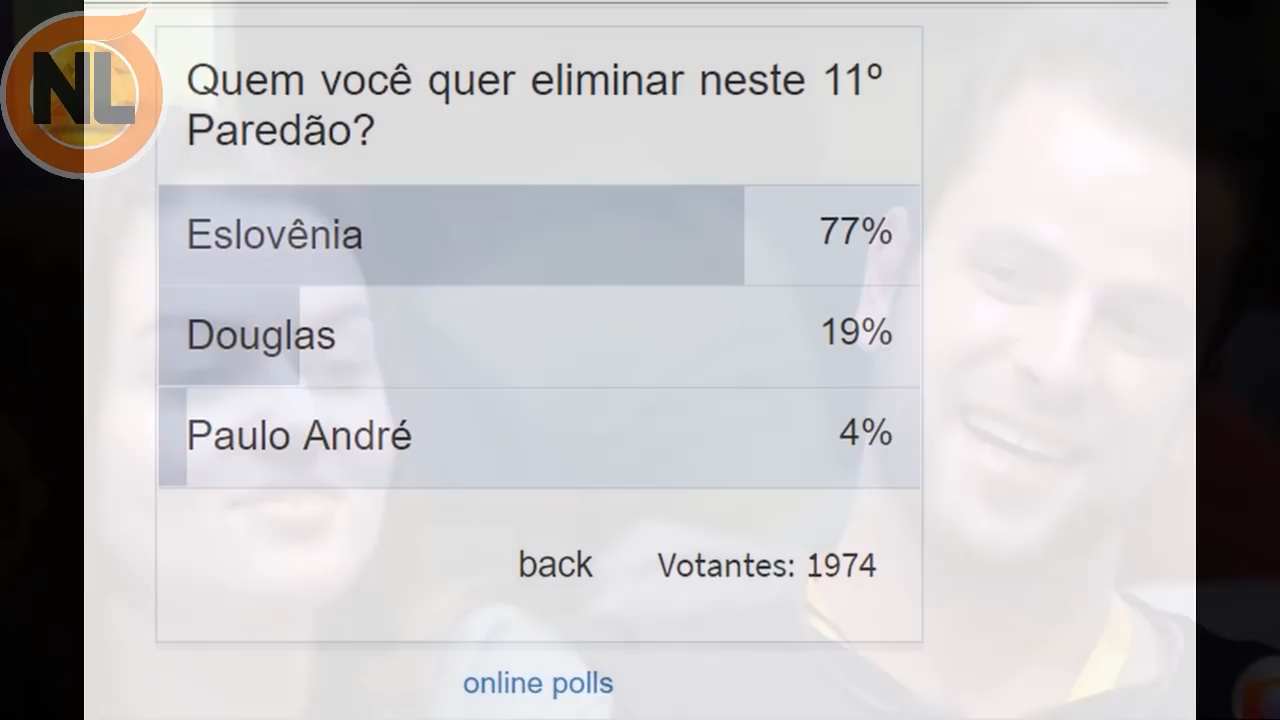 NL
Quem você quer eliminar neste 11º
Paredão?
Eslovênia 77%
Douglas 19%
Paulo André 4%
back Votantes: 1974
online polls